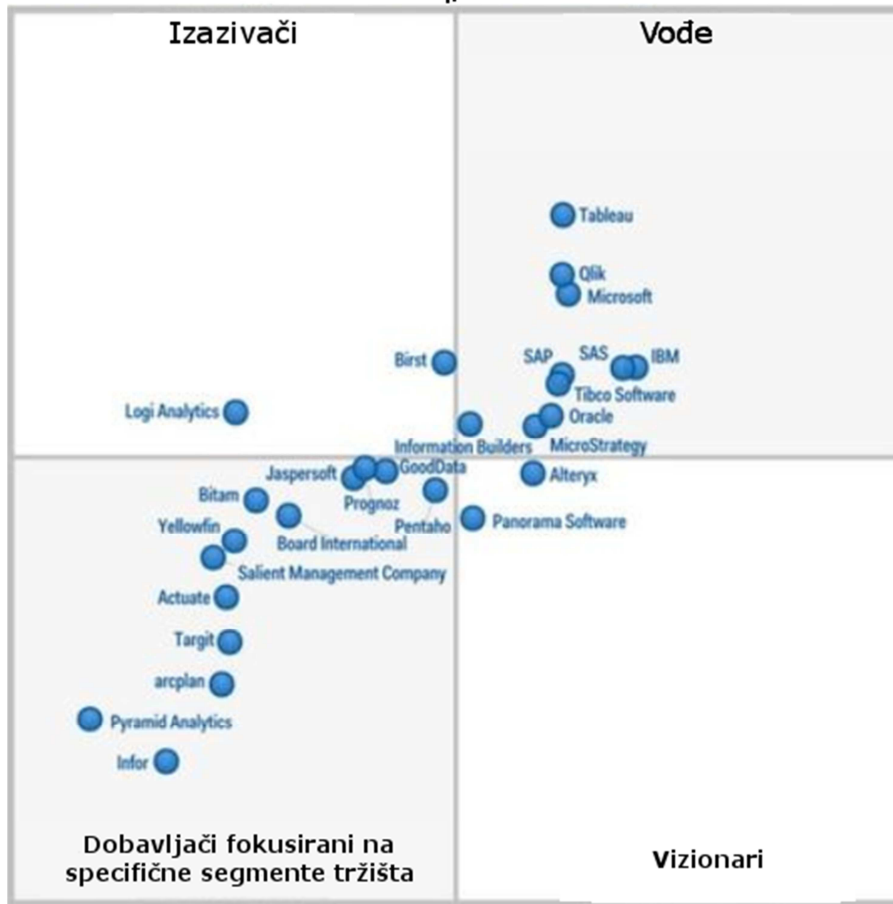 Izazivači
Vođe
Tableau
Qlik
Microsoft
Birst
SAP
SAS
IBM
Tibco Software
Logi Analytics
Oracle
Information Builders
MicroStrategy
Jaspersoft
GoodData
Alteryx
Bitam
Prognoz
Yellowfin
Pentaho
Panorama Software
Board International
Salient Management Company
Actuate
Targit
arcplan
Pyramid Analytics
Infor
Dobavljači fokusirani na
specifične segmente tržišta
Vizionari